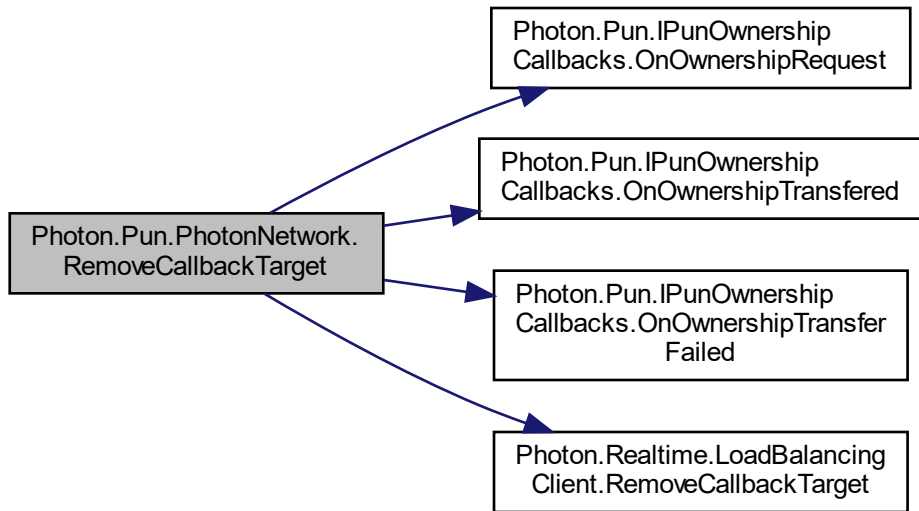 Photon.Pun.IPunOwnership
Callbacks.OnOwnershipRequest
Photon.Pun.IPunOwnership
Callbacks.OnOwnershipTransfered
Photon.Pun.PhotonNetwork.
RemoveCallbackTarget
Photon.Pun.IPunOwnership
Callbacks.OnOwnershipTransfer
Failed
Photon.Realtime.LoadBalancing
Client.RemoveCallbackTarget